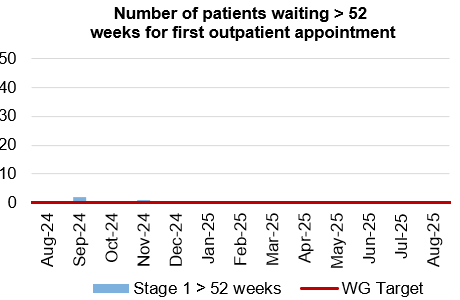 Number of patients waiting > 52
weeks for first outpatient appointment
50
40
30
20
10
0
Aug-24
Sep-24
Oct-24
Nov-24
Dec-24
Jan-25
Feb-25
Mar-25
Apr-25
May-25
Jun-25
Jul-25
Aug-25
Stage 1 > 52 weeks
WG Target